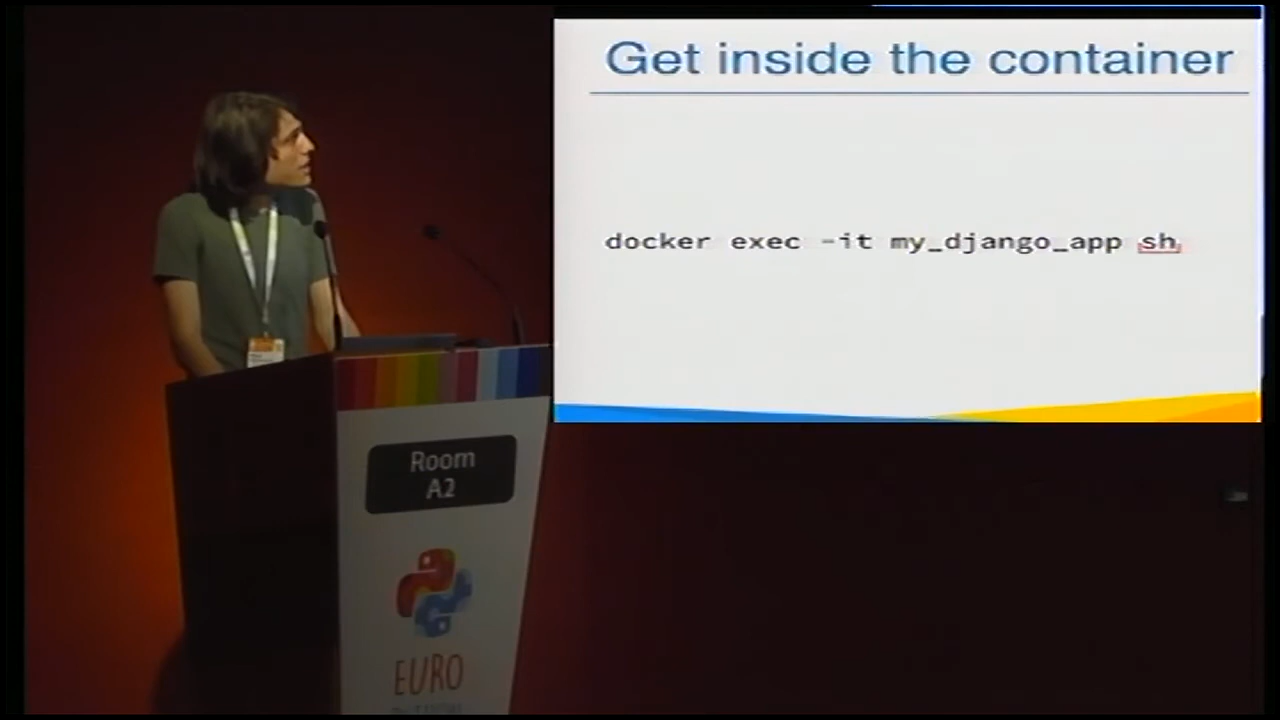 Get inside the container
docker exec -it my_django_app sh
Room
A2
EURO